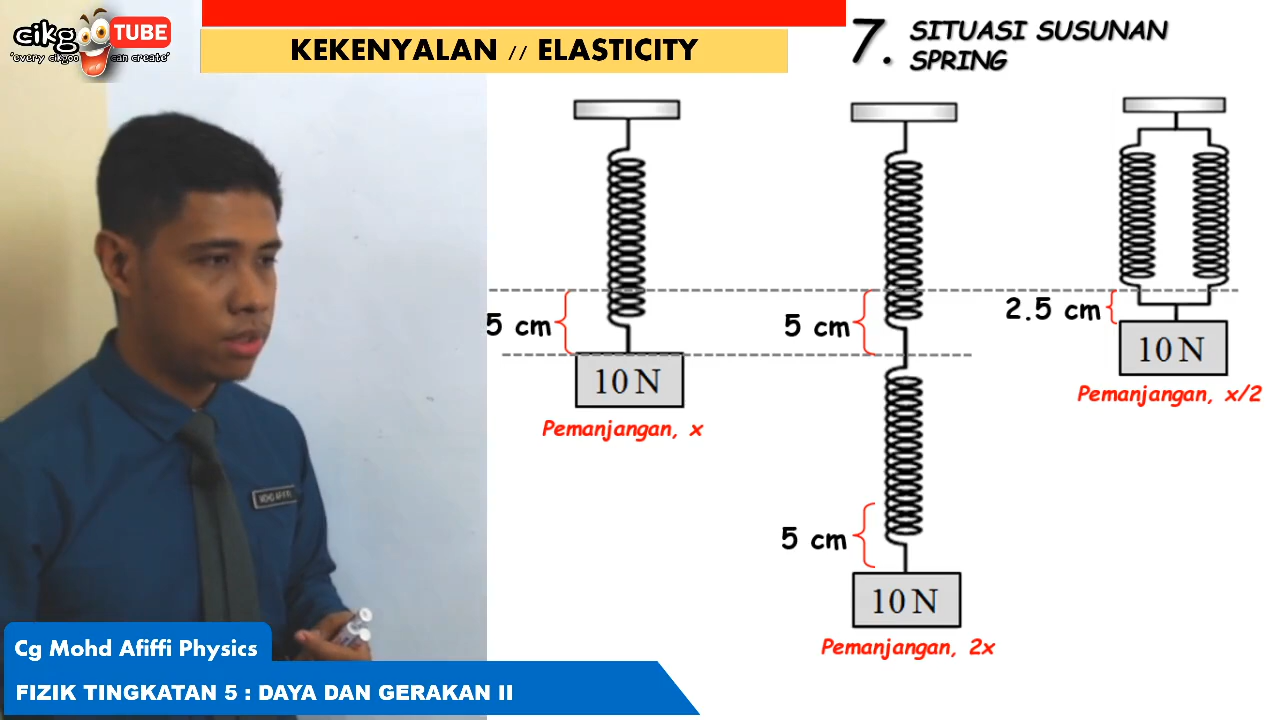 cikgoo TUBE
'every cikgoo can create'
KEKENYALAN // ELASTICITY
7. SITUASI SUSUNAN
SPRING
5 cm
10 N
Pemanjangan, x
5 cm
5 cm
10 N
Pemanjangan, 2x
2.5 cm
10 N
Pemanjangan, x/2
MOHD AFIFFI
Cg Mohd Afiffi Physics
FIZIK TINGKATAN 5 : DAYA DAN GERAKAN II